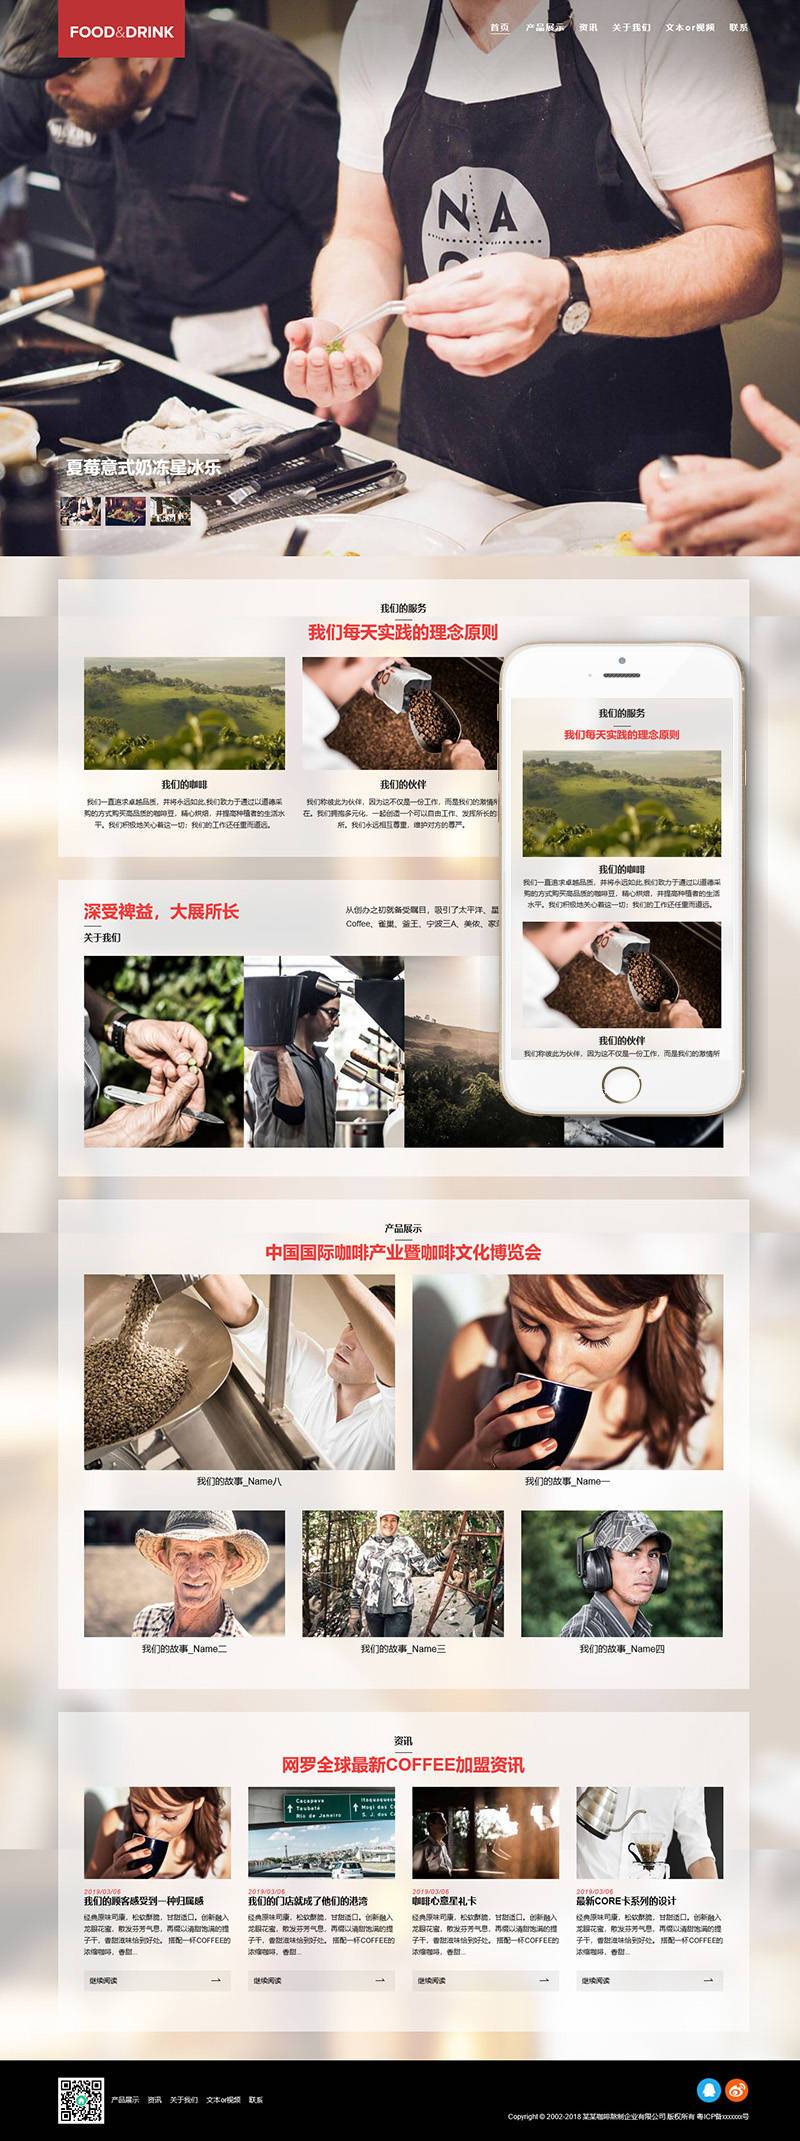 FOOD&DRINK
首页 产品展示 资讯 关于我们 文本or视频 联系
N A
夏莓意式奶冻星冰乐
我们的服务
我们每天实践的理念原则
我们的咖啡
我们一直追求卓越品质，并将永远如此,我们致力于通过以道德采
购的方式购买高品质的咖啡豆，精心烘焙，并提高种植者的生活水
平。我们积极地关心着这一切；我们的工作还任重而道远。
我们的伙伴
我们称彼此为伙伴，因为这不仅是一份工作，而是我们的激情所
在。我们拥抱多元化，一起创造一个可以自由工作、发挥所长的
所。我们永远相互尊重，维护对方的尊严。
我们的服务
我们每天实践的理念原则
我们的咖啡
我们一直追求卓越品质，并将永远如此,我们致力于通过以道德采
购的方式购买高品质的咖啡豆，精心烘焙，并提高种植者的生活
水平。我们积极地关心着这一切；我们的工作还任重而道远。
我们的伙伴
我们称彼此为伙伴，因为这不仅是一份工作，而是我们的激情所
深受裨益，大展所长
关于我们
从创办之初就备受瞩目，吸引了太平洋、星
Coffee、雀巢、釜王、宁波三A、美侬、家
产品展示
中国国际咖啡产业暨咖啡文化博览会
我们的故事_Name八
我们的故事_Name一
我们的故事_Name二
我们的故事_Name三
我们的故事_Name四
资讯
网罗全球最新COFFEE加盟资讯
Caçapava
Taubaté
Rio de Janeiro
Itaquaquece
Mogi das C
S.J. dos C
2019/03/06
我们的顾客感受到一种归属感
经典原味司康，松软酥脆，甘甜适口。创新融入
龙眼花蜜，散发芬芳气息，再缀以清甜饱满的提
子干，香甜滋味恰到好处。 搭配一杯COFFEE的
浓缩咖啡，香甜...
继续阅读
2019/03/06
我们的门店就成了他们的港湾
经典原味司康，松软酥脆，甘甜适口。创新融入
龙眼花蜜，散发芬芳气息，再缀以清甜饱满的提
子干，香甜滋味恰到好处。 搭配一杯COFFEE的
浓缩咖啡，香甜...
继续阅读
2019/03/06
咖啡心意星礼卡
经典原味司康，松软酥脆，甘甜适口。创新融入
龙眼花蜜，散发芬芳气息，再缀以清甜饱满的提
子干，香甜滋味恰到好处。 搭配一杯COFFEE的
浓缩咖啡，香甜...
继续阅读
2019/03/06
最新CORE卡系列的设计
经典原味司康，松软酥脆，甘甜适口。创新融入
龙眼花蜜，散发芬芳气息，再缀以清甜饱满的提
子干，香甜滋味恰到好处。 搭配一杯COFFEE的
浓缩咖啡，香甜...
继续阅读
产品展示 资讯 关于我们 文本or视频 联系
Copyright © 2002-2018 某某咖啡熬制企业有限公司 版权所有 粤ICP备xxxxxxx号